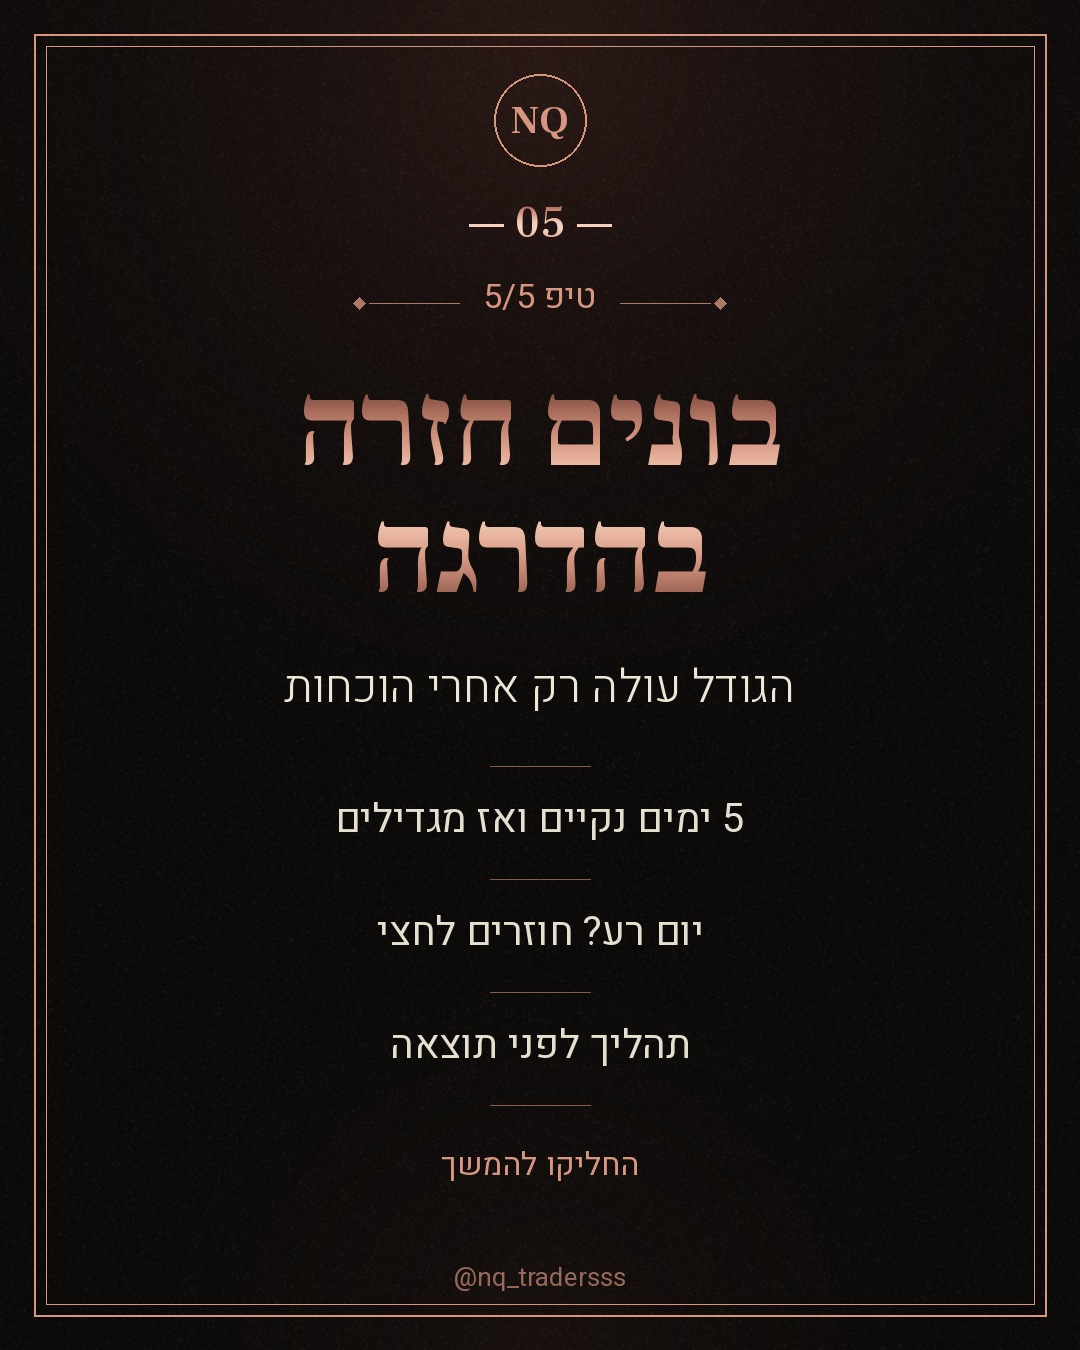 NQ
— 05 —
טיפ 5/5
בונים חזרה
בהדרגה
הגודל עולה רק אחרי הוכחות
5 ימים נקיים ואז מגדילים
יום רע? חוזרים לחצי
תהליך לפני תוצאה
החליקו להמשך
@nq_tradersss